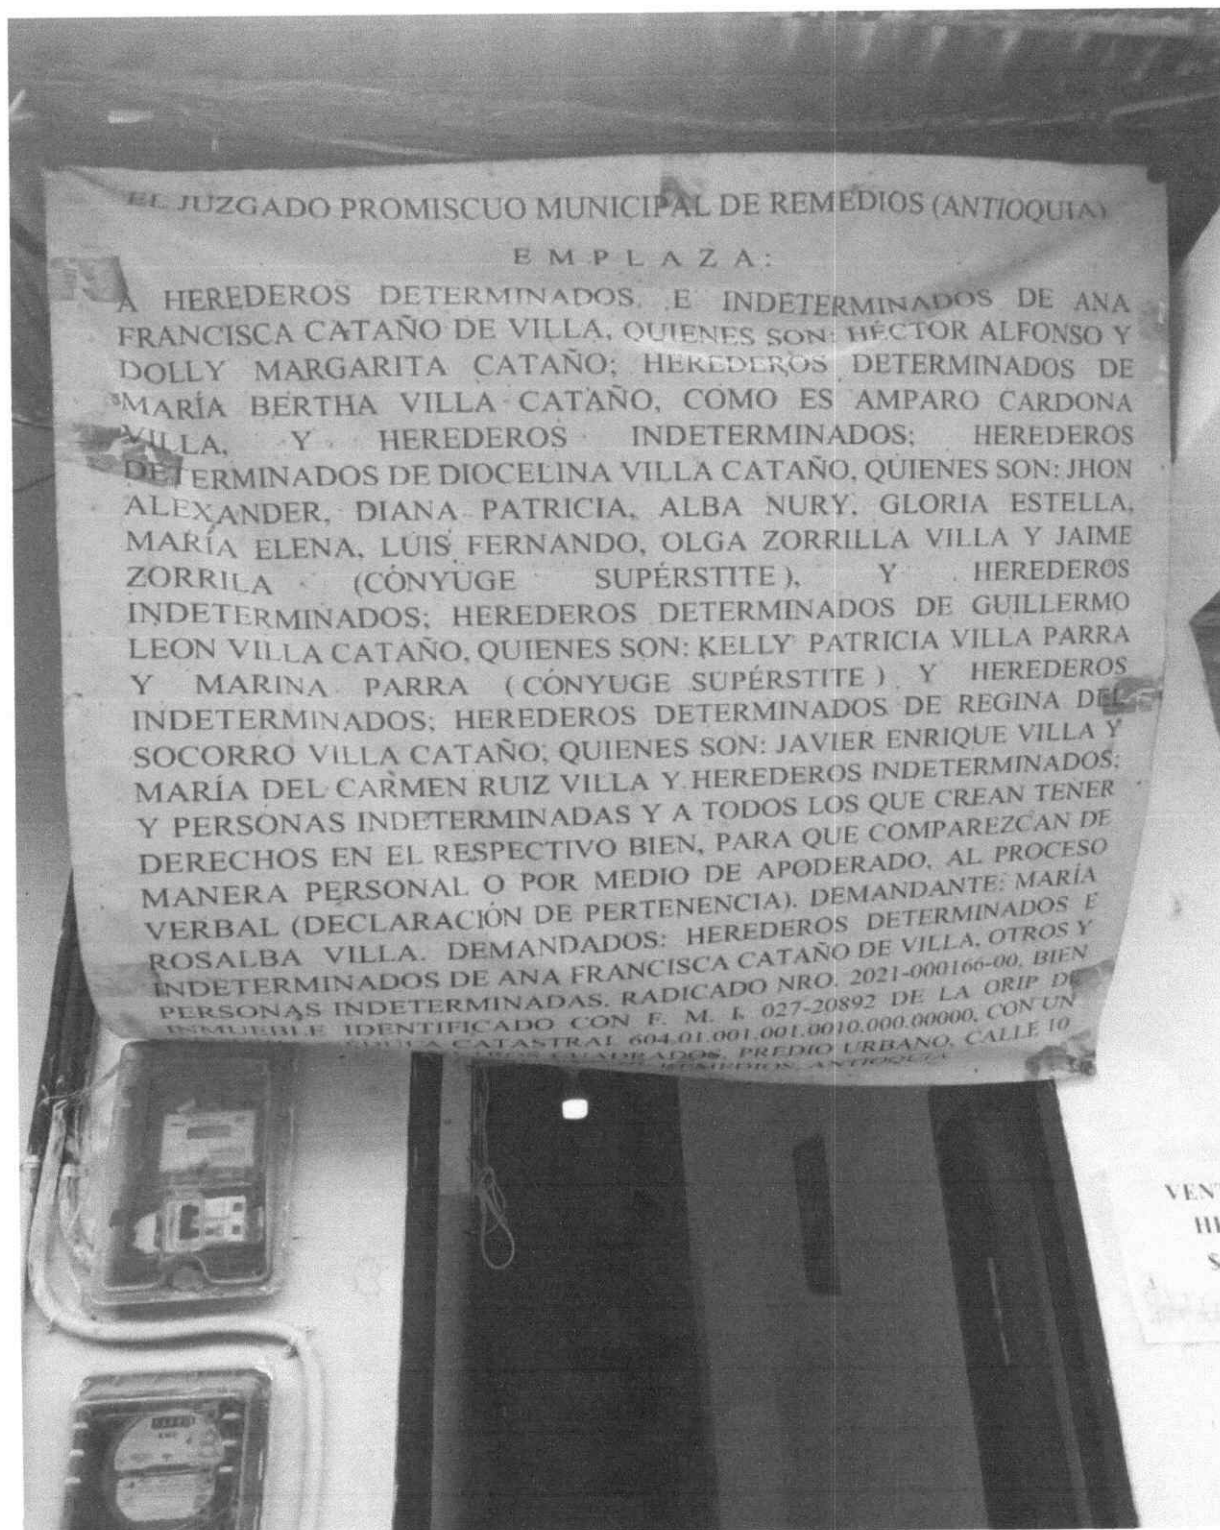 EL JUZGADO PROMISCUO MUNICIPAL DE REMEDIOS (ANTIOQUIA)
E M P L A Z A:
A HEREDEROS DETERMINADOS, E INDETERMINADOS DE ANA
FRANCISCA CATAÑO DE VILLA, QUIENES SON: HÉCTOR ALFONSO Y
DOLLY MARGARITA CATAÑO; HEREDEROS DETERMINADOS DE
MARÍA BERTHA VILLA CATAÑO, COMO ES AMPARO CARDONA
VILLA, Y HEREDEROS INDETERMINADOS; HEREDEROS
DETERMINADOS DE DIOCELINA VILLA CATAÑO, QUIENES SON: JHON
ALEXANDER, DIANA PATRICIA, ALBA NURY, GLORIA ESTELLA,
MARÍA ELENA, LUIS FERNANDO, OLGA ZORRILLA VILLA Y JAIME
ZORRILA (CÓNYUGE SUPÉRSTITE), Y HEREDEROS
INDETERMINADOS; HEREDEROS DETERMINADOS DE GUILLERMO
LEON VILLA CATAÑO, QUIENES SON: KELLY PATRICIA VILLA PARRA
Y MARINA PARRA (CÓNYUGE SUPÉRSTITE) Y HEREDEROS
INDETERMINADOS; HEREDEROS DETERMINADOS DE REGINA DEL
SOCORRO VILLA CATAÑO, QUIENES SON: JAVIER ENRIQUE VILLA Y
MARÍA DEL CARMEN RUIZ VILLA Y HEREDEROS INDETERMINADOS;
Y PERSONAS INDETERMINADAS Y A TODOS LOS QUE CREAN TENER
DERECHOS EN EL RESPECTIVO BIEN, PARA QUE COMPAREZCAN DE
MANERA PERSONAL O POR MEDIO DE APODERADO, AL PROCESO
VERBAL (DECLARACIÓN DE PERTENENCIA). DEMANDANTE: MARÍA
ROSALBA VILLA. DEMANDADOS: HEREDEROS DETERMINADOS E
INDETERMINADOS DE ANA FRANCISCA CATAÑO DE VILLA, OTROS Y
PERSONAS INDETERMINADAS. RADICADO NRO. 2021-000166-00. BIEN
INMUEBLE IDENTIFICADO CON F. M. I. 027-20892 DE LA ORIP DE
CATASTRAL 604.01.001.001.0010.000.00000, CON UN
CUADRADOS, PREDIO URBANO, CALLE 10
REMEDIOS, ANTIOQUIA
VENT
HE
S